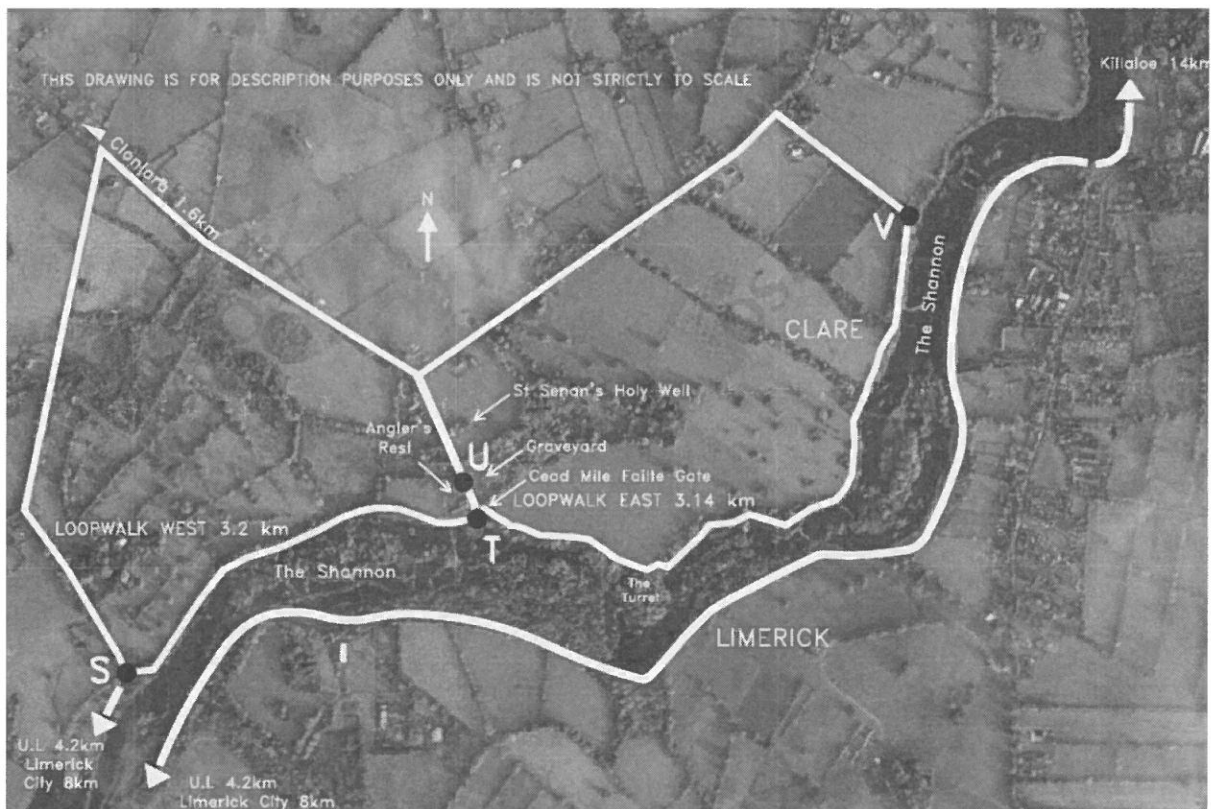 THIS DRAWING IS FOR DESCRIPTION PURPOSES ONLY AND IS NOT STRICTLY TO SCALE
Killaloe 14km
Clonlara 1.6km
N
V
The Shannon
CLARE
St Senan's Holy Well
Angler's
Rest
U
Graveyard
Cead Mile Failte Gate
LOOPWALK EAST 3.14 km
LOOPWALK WEST 3.2 km
T
The Shannon
The
Turret
LIMERICK
I
S
U.L 4.2km
Limerick
City 8km
U.L 4.2km
Limerick City 8km